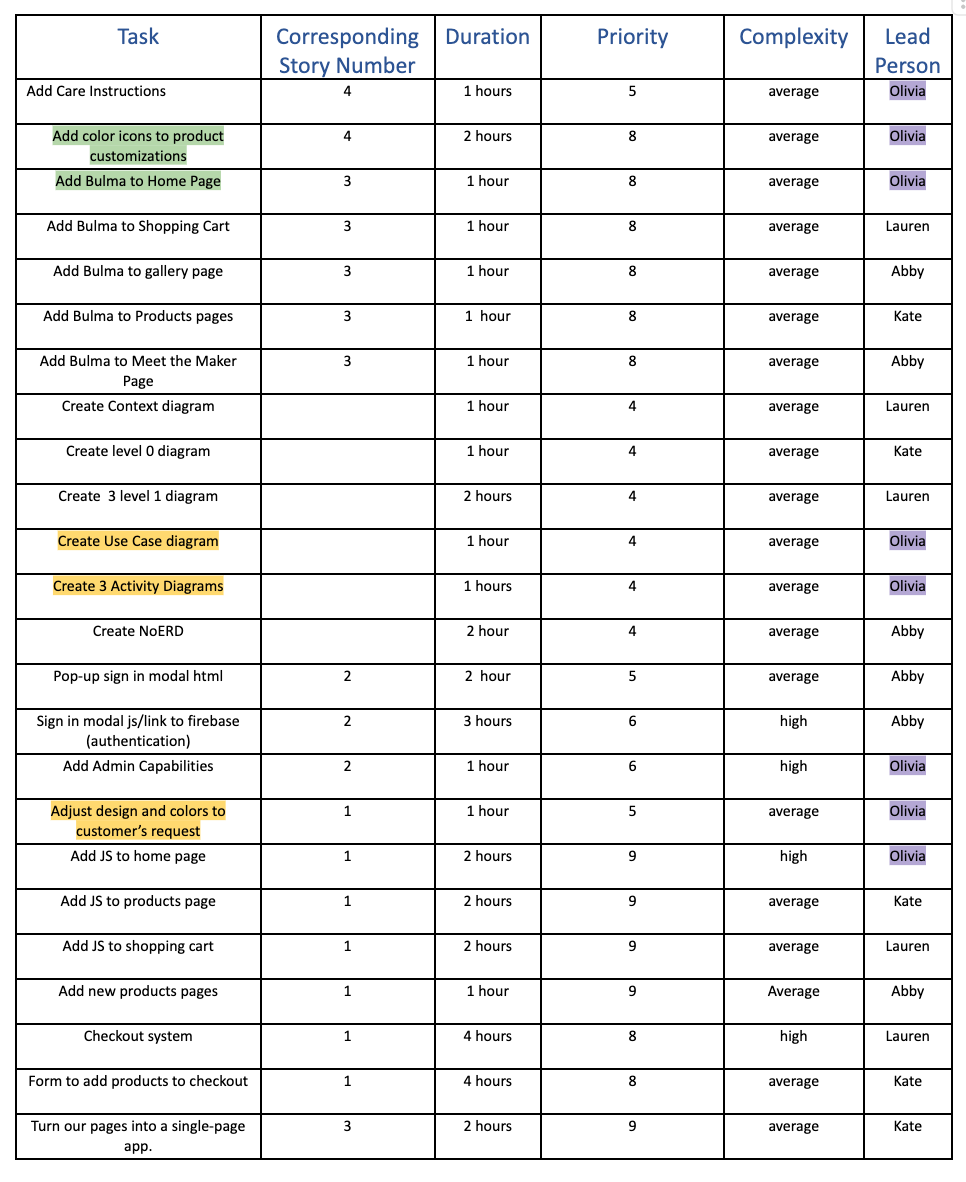 Task Corresponding Story Number Duration Priority Complexity Lead Person
Add Care Instructions 4 1 hours 5 average Olivia
Add color icons to product customizations 4 2 hours 8 average Olivia
Add Bulma to Home Page 3 1 hour 8 average Olivia
Add Bulma to Shopping Cart 3 1 hour 8 average Lauren
Add Bulma to gallery page 3 1 hour 8 average Abby
Add Bulma to Products pages 3 1 hour 8 average Kate
Add Bulma to Meet the Maker Page 3 1 hour 8 average Abby
Create Context diagram 1 hour 4 average Lauren
Create level 0 diagram 1 hour 4 average Kate
Create 3 level 1 diagram 2 hours 4 average Lauren
Create Use Case diagram 1 hour 4 average Olivia
Create 3 Activity Diagrams 1 hours 4 average Olivia
Create NoERD 2 hour 4 average Abby
Pop-up sign in modal html 2 2 hour 5 average Abby
Sign in modal js/link to firebase (authentication) 2 3 hours 6 high Abby
Add Admin Capabilities 2 1 hour 6 high Olivia
Adjust design and colors to customer’s request 1 1 hour 5 average Olivia
Add JS to home page 1 2 hours 9 high Olivia
Add JS to products page 1 2 hours 9 average Kate
Add JS to shopping cart 1 2 hours 9 average Lauren
Add new products pages 1 1 hour 9 Average Abby
Checkout system 1 4 hours 8 high Lauren
Form to add products to checkout 1 4 hours 8 average Kate
Turn our pages into a single-page app. 3 2 hours 9 average Kate